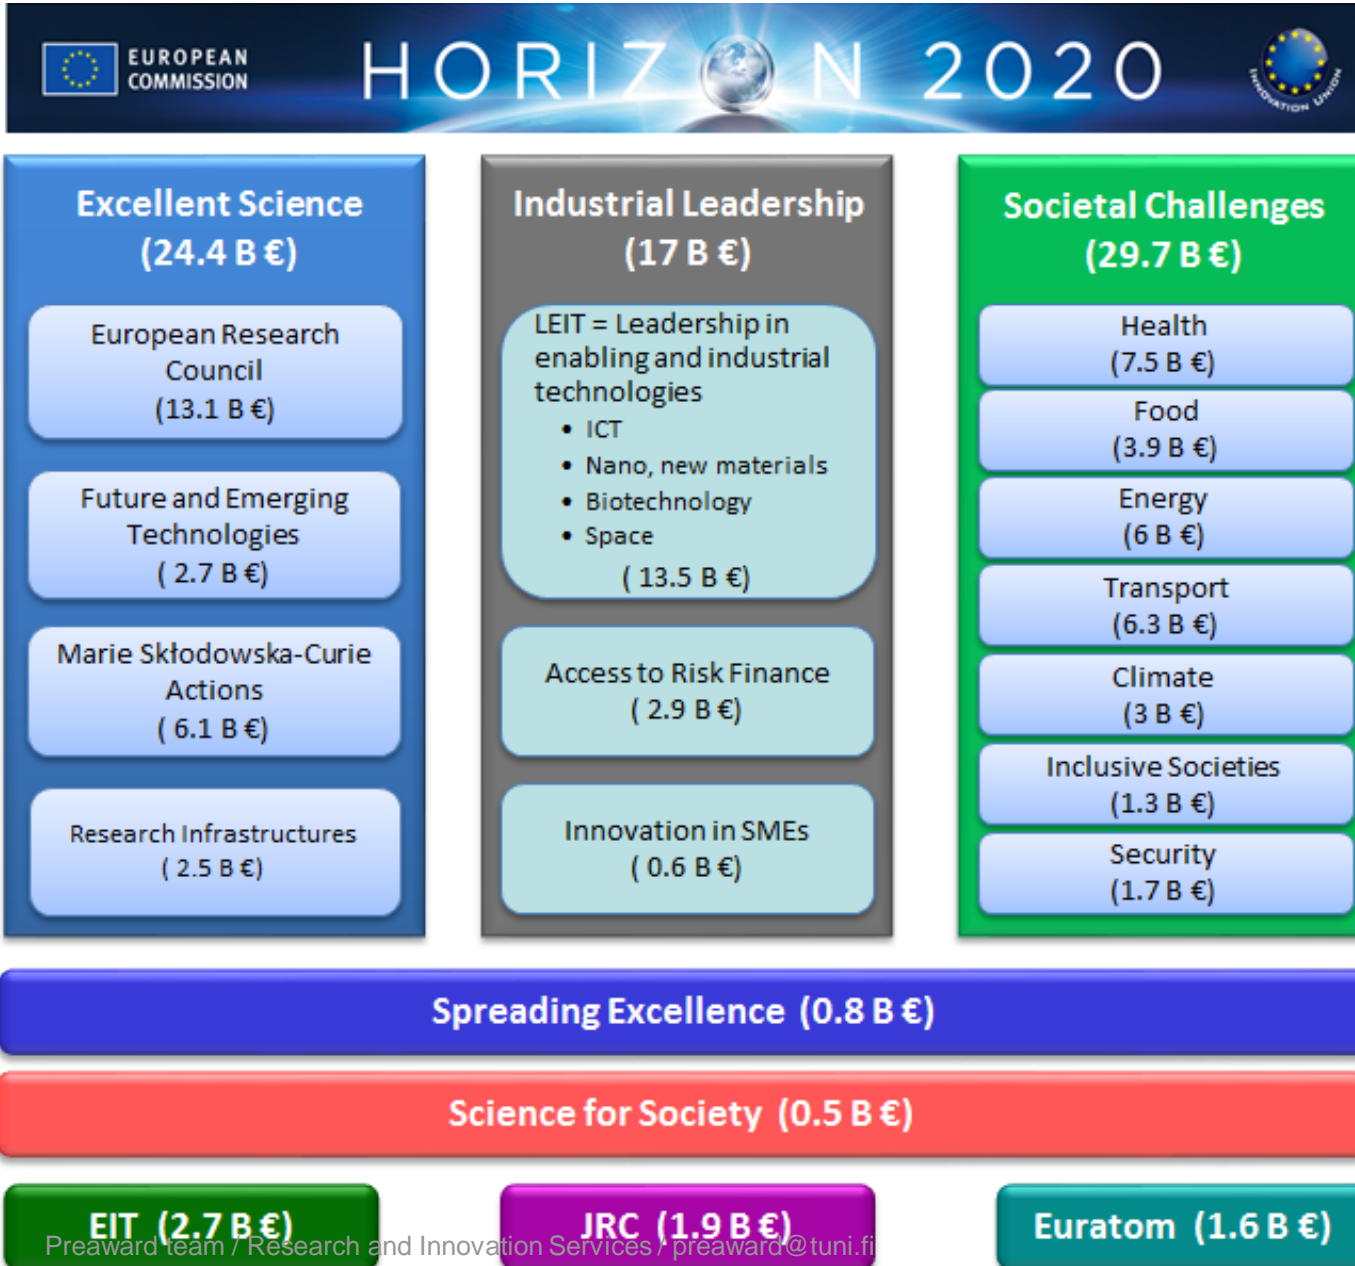 EUROPEAN
COMMISSION
HORIZON 2020
INNOVATION UNION
Excellent Science
(24.4 B €)
European Research
Council
(13.1 B €)
Future and Emerging
Technologies
( 2.7 B €)
Marie Skłodowska-Curie
Actions
( 6.1 B €)
Research Infrastructures
( 2.5 B €)
Industrial Leadership
(17 B €)
LEIT = Leadership in
enabling and industrial
technologies
• ICT
• Nano, new materials
• Biotechnology
• Space
( 13.5 B €)
Access to Risk Finance
( 2.9 B €)
Innovation in SMEs
( 0.6 B €)
Societal Challenges
(29.7 B €)
Health
(7.5 B €)
Food
(3.9 B €)
Energy
(6 B €)
Transport
(6.3 B €)
Climate
(3 B €)
Inclusive Societies
(1.3 B €)
Security
(1.7 B €)
Spreading Excellence (0.8 B €)
Science for Society (0.5 B €)
EIT (2.7 B €)
JRC (1.9 B €)
Euratom (1.6 B €)
Preaward team / Research and Innovation Services / preaward@tuni.fi